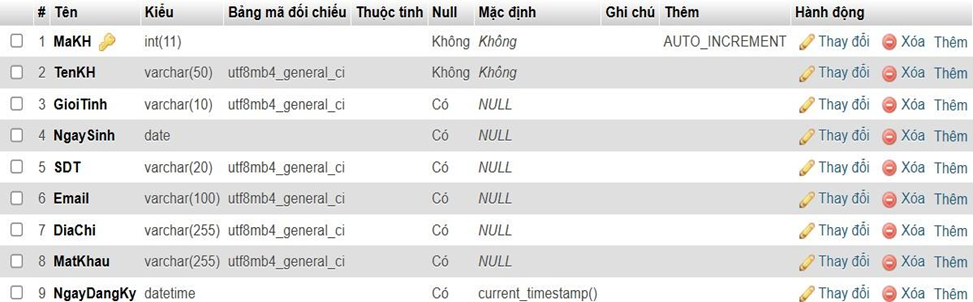 # Tên Kiểu Bảng mã đối chiếu Thuộc tính Null Mặc định Ghi chú Thêm Hành động
1 MaKH int(11) Không Không AUTO_INCREMENT Thay đổi Xóa Thêm
2 TenKH varchar(50) utf8mb4_general_ci Không Không Thay đổi Xóa Thêm
3 GioiTinh varchar(10) utf8mb4_general_ci Có NULL Thay đổi Xóa Thêm
4 NgaySinh date Có NULL Thay đổi Xóa Thêm
5 SDT varchar(20) utf8mb4_general_ci Có NULL Thay đổi Xóa Thêm
6 Email varchar(100) utf8mb4_general_ci Có NULL Thay đổi Xóa Thêm
7 DiaChi varchar(255) utf8mb4_general_ci Có NULL Thay đổi Xóa Thêm
8 MatKhau varchar(255) utf8mb4_general_ci Có NULL Thay đổi Xóa Thêm
9 NgayDangKy datetime Có current_timestamp() Thay đổi Xóa Thêm